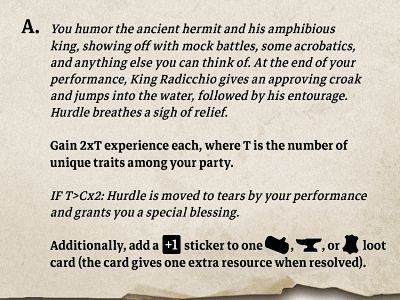 A. You humor the ancient hermit and his amphibious
king, showing off with mock battles, some acrobatics,
and anything else you can think of. At the end of your
performance, King Radicchio gives an approving croak
and jumps into the water, followed by his entourage.
Hurdle breathes a sigh of relief.
Gain 2xT experience each, where T is the number of
unique traits among your party.
IF T>Cx2: Hurdle is moved to tears by your performance
and grants you a special blessing.
Additionally, add a +1 sticker to one , , or loot
card (the card gives one extra resource when resolved).